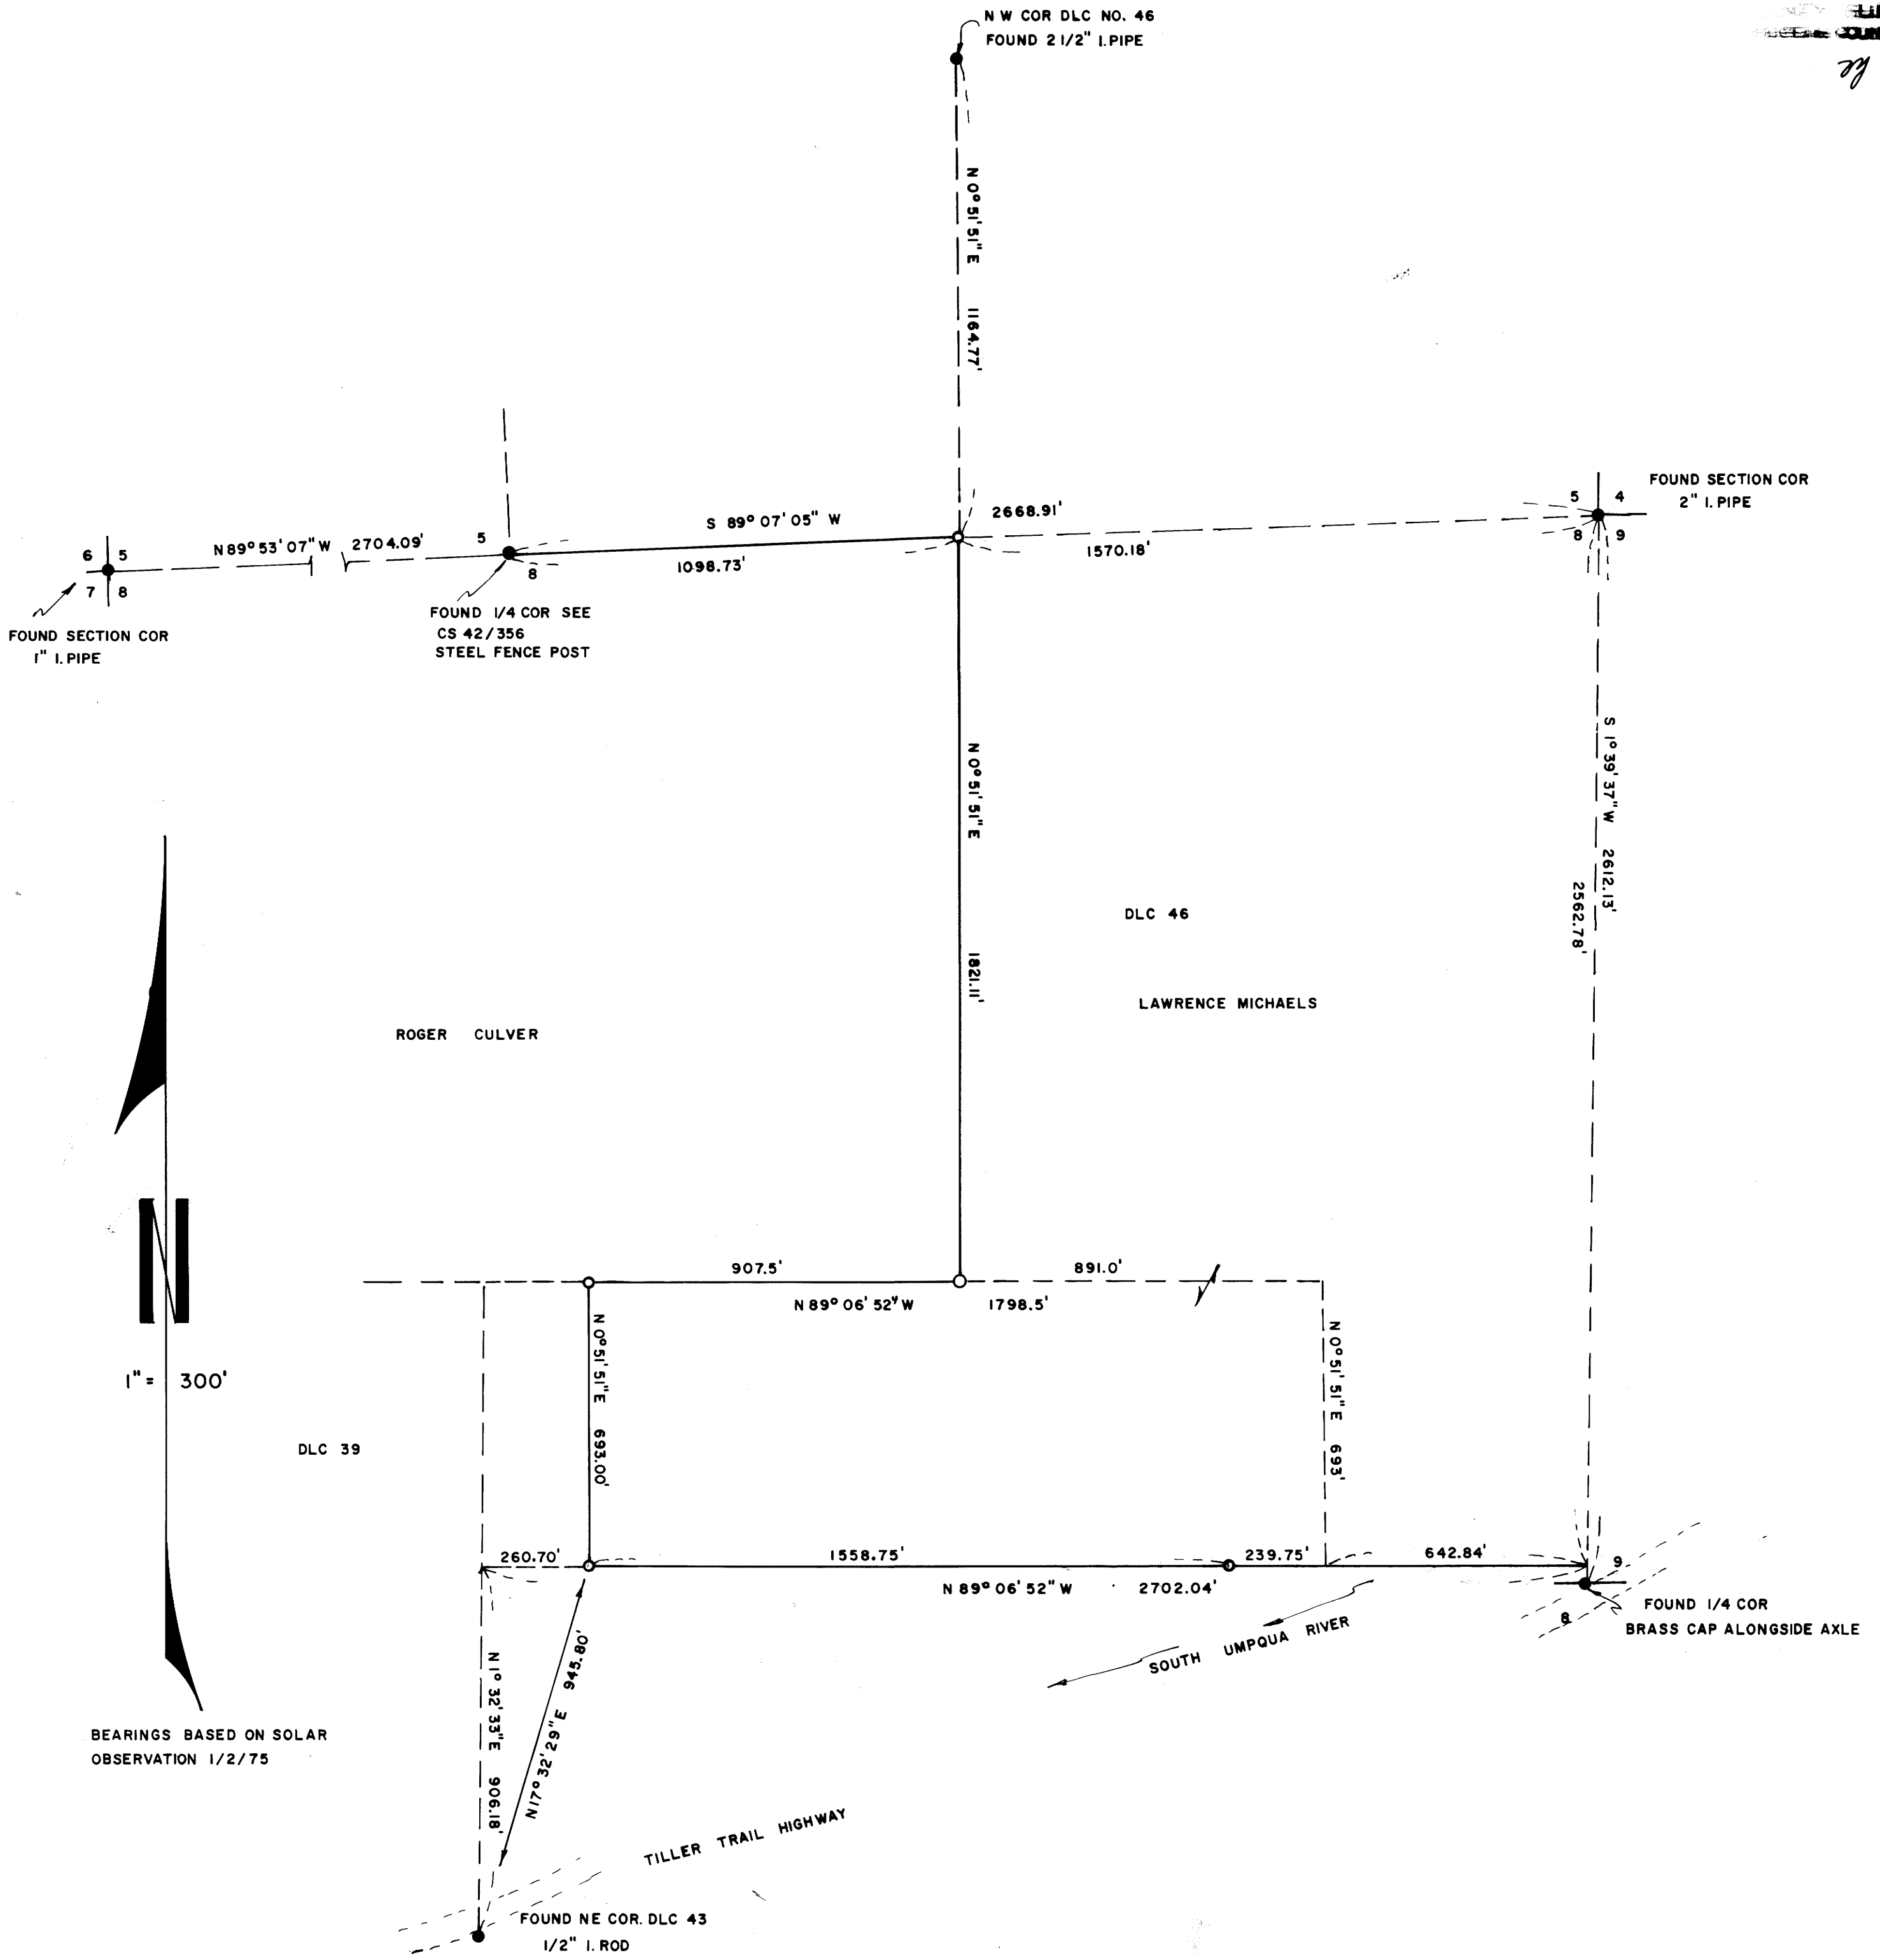 N W COR DLC NO. 46
FOUND 2 1/2" I. PIPE
N 0° 51' 51" E 1164.77'
FOUND SECTION COR
2" I. PIPE
5 4
8 9
2668.91'
S 89° 07' 05" W
1570.18'
1098.73'
N 89° 53' 07" W 2704.09'
5
8
6 5
7 8
FOUND 1/4 COR SEE
CS 42/356
STEEL FENCE POST
FOUND SECTION COR
1" I. PIPE
N 0° 51' 51" E 1821.11'
S 1° 39' 37" W 2612.13'
2562.78'
DLC 46
LAWRENCE MICHAELS
ROGER CULVER
N
1" = 300'
907.5'
891.0'
N 89° 06' 52" W 1798.5'
N 0° 51' 51" E 693.00'
N 0° 51' 51" E 693'
DLC 39
260.70'
1558.75'
239.75'
642.84'
N 89° 06' 52" W 2702.04'
9
8
FOUND 1/4 COR
BRASS CAP ALONGSIDE AXLE
SOUTH UMPQUA RIVER
N 1° 32' 33" E 906.18'
N 17° 32' 29" E 945.80'
BEARINGS BASED ON SOLAR
OBSERVATION 1/2/75
TILLER TRAIL HIGHWAY
FOUND NE COR. DLC 43
1/2" I. ROD